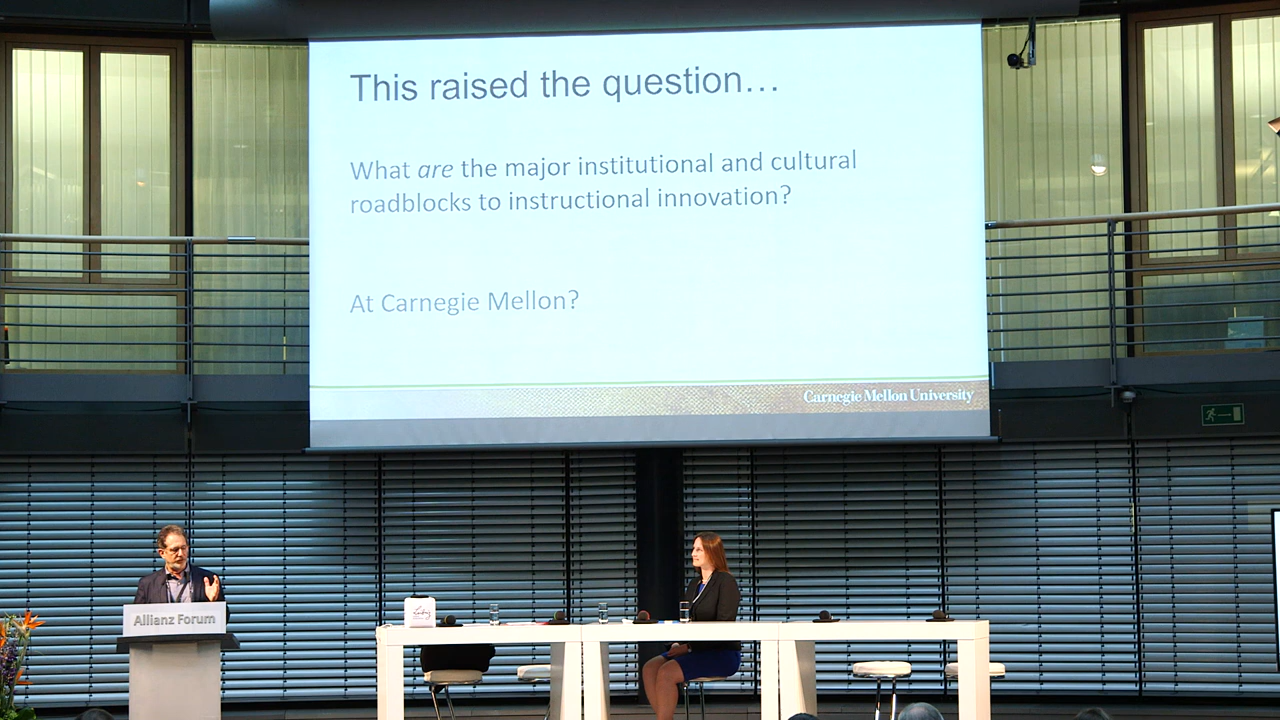 This raised the question…
What are the major institutional and cultural
roadblocks to instructional innovation?
At Carnegie Mellon?
Carnegie Mellon University
Allianz Forum